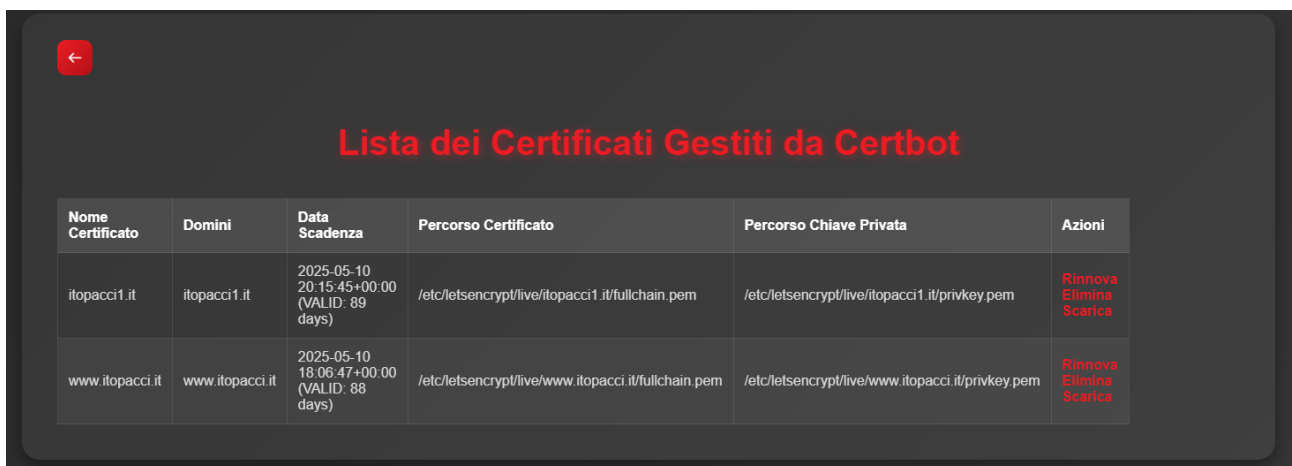 ←
Lista dei Certificati Gestiti da Certbot
Nome
Certificato
Domini
Data
Scadenza
Percorso Certificato
Percorso Chiave Privata
Azioni
itopacci1.it
itopacci1.it
2025-05-10
20:15:45+00:00
(VALID: 89
days)
/etc/letsencrypt/live/itopacci1.it/fullchain.pem
/etc/letsencrypt/live/itopacci1.it/privkey.pem
Rinnova
Elimina
Scarica
www.itopacci.it
www.itopacci.it
2025-05-10
18:06:47+00:00
(VALID: 88
days)
/etc/letsencrypt/live/www.itopacci.it/fullchain.pem
/etc/letsencrypt/live/www.itopacci.it/privkey.pem
Rinnova
Elimina
Scarica